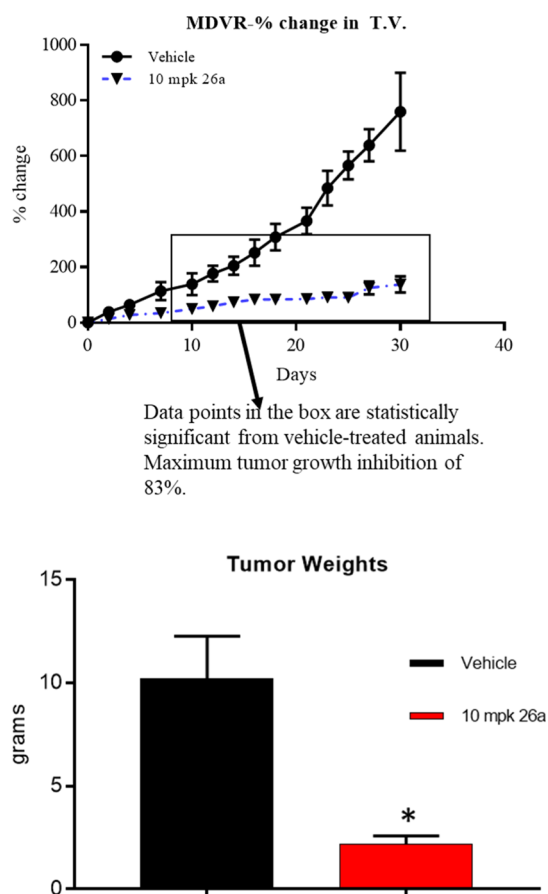 MDVR-% change in T.V.
1000
800
600
400
200
0
% change
Vehicle
10 mpk 26a
0
10
20
30
40
Days
Data points in the box are statistically
significant from vehicle-treated animals.
Maximum tumor growth inhibition of
83%.
Tumor Weights
15
10
5
0
grams
Vehicle
10 mpk 26a
*